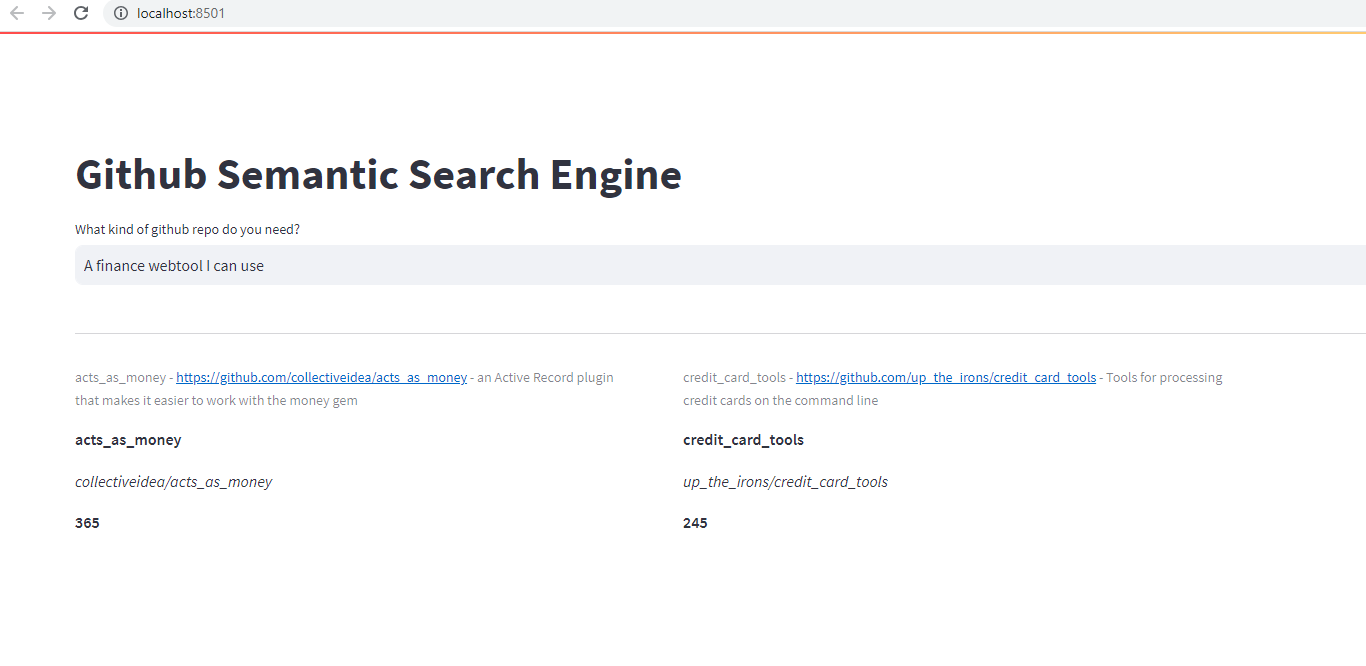 localhost:8501
Github Semantic Search Engine
What kind of github repo do you need?
A finance webtool I can use
acts_as_money - https://github.com/collectiveidea/acts_as_money - an Active Record plugin
that makes it easier to work with the money gem
acts_as_money
collectiveidea/acts_as_money
365
credit_card_tools - https://github.com/up_the_irons/credit_card_tools - Tools for processing
credit cards on the command line
credit_card_tools
up_the_irons/credit_card_tools
245